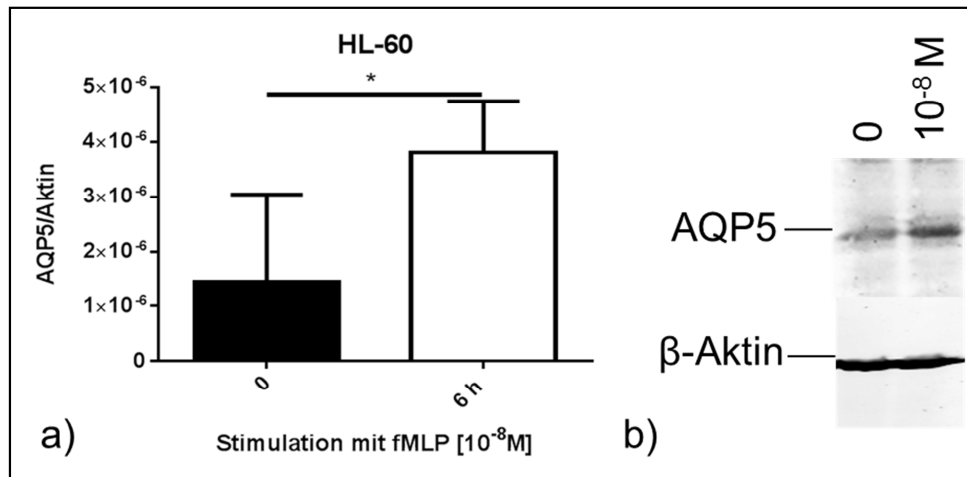 HL-60
*
5×10⁻⁶
4×10⁻⁶
3×10⁻⁶
2×10⁻⁶
1×10⁻⁶
0
AQP5/Aktin
0
6 h
Stimulation mit fMLP [10⁻⁸M]
a)
0
10⁻⁸ M
AQP5
β-Aktin
b)